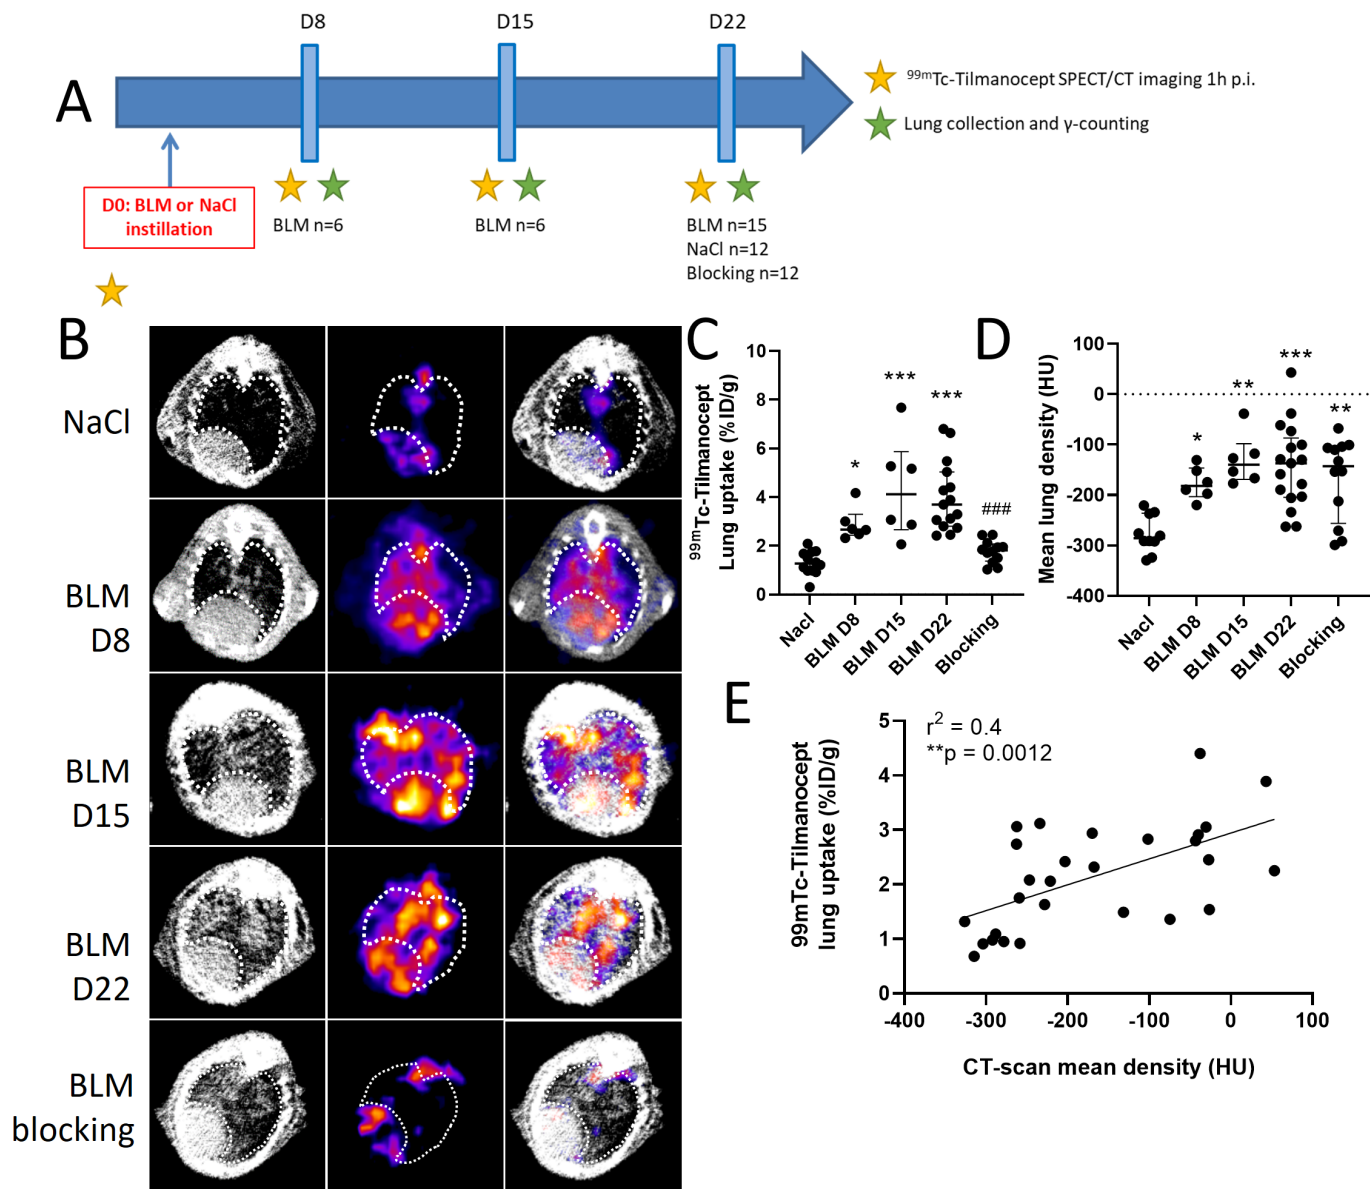 D8
D15
D22
A
99mTc-Tilmanocept SPECT/CT imaging 1h p.i.
Lung collection and γ-counting
D0: BLM or NaCl
instillation
BLM n=6
BLM n=6
BLM n=15
NaCl n=12
Blocking n=12
B
NaCl
BLM
D8
BLM
D15
BLM
D22
BLM
blocking
C
99mTc-Tilmanocept
Lung uptake (%ID/g)
10
8
6
4
2
0
*
***
***
###
Nacl
BLM D8
BLM D15
BLM D22
Blocking
D
Mean lung density (HU)
100
0
-100
-200
-300
-400
*
**
***
**
Nacl
BLM D8
BLM D15
BLM D22
Blocking
E
r2 = 0.4
**p = 0.0012
99mTc-Tilmanocept
lung uptake (%ID/g)
5
4
3
2
1
0
-400
-300
-200
-100
0
100
CT-scan mean density (HU)